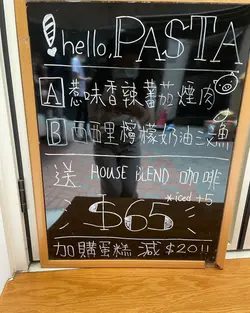 hello, PASTA
A 惹味香辣蕃茄煙肉
B 西西里檸檬奶油三文魚
送 HOUSE BLEND 咖啡
*iced +5
$65
加購蛋糕 減 $20!!